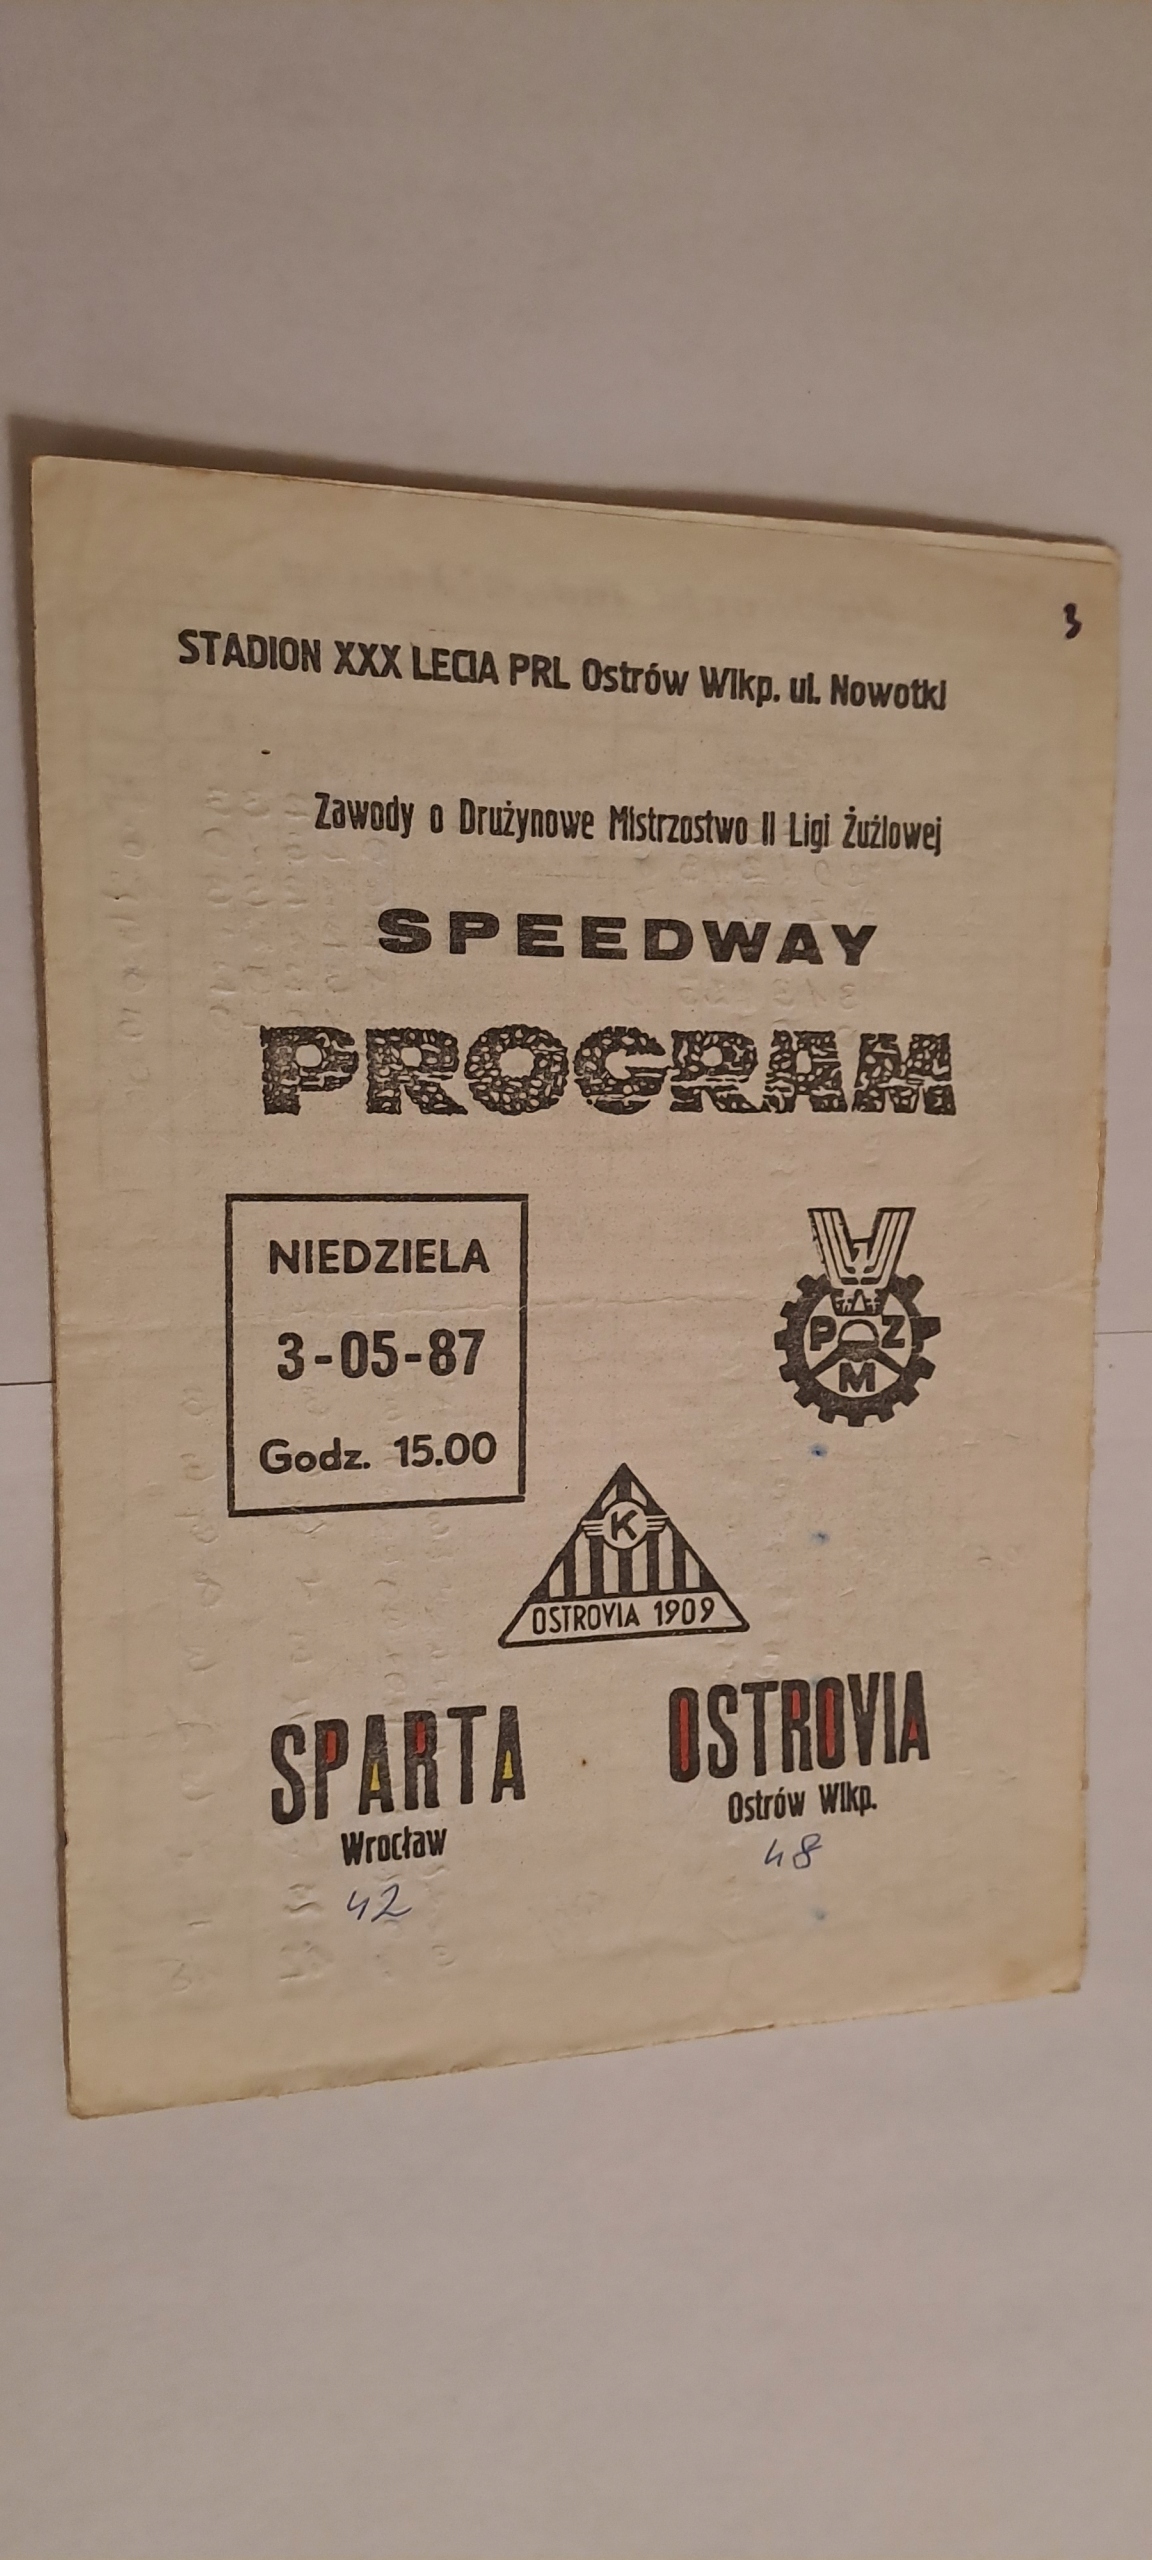 3
STADION XXX LECIA PRL Ostrów Wlkp. ul. Nowotki
Zawody o Drużynowe Mistrzostwo II Ligi Żużlowej
SPEEDWAY
PROGRAM
NIEDZIELA
3-05-87
Godz. 15.00
P Z
M
K
OSTROVIA 1909
SPARTA
Wrocław
42
OSTROVIA
Ostrów Wlkp.
48